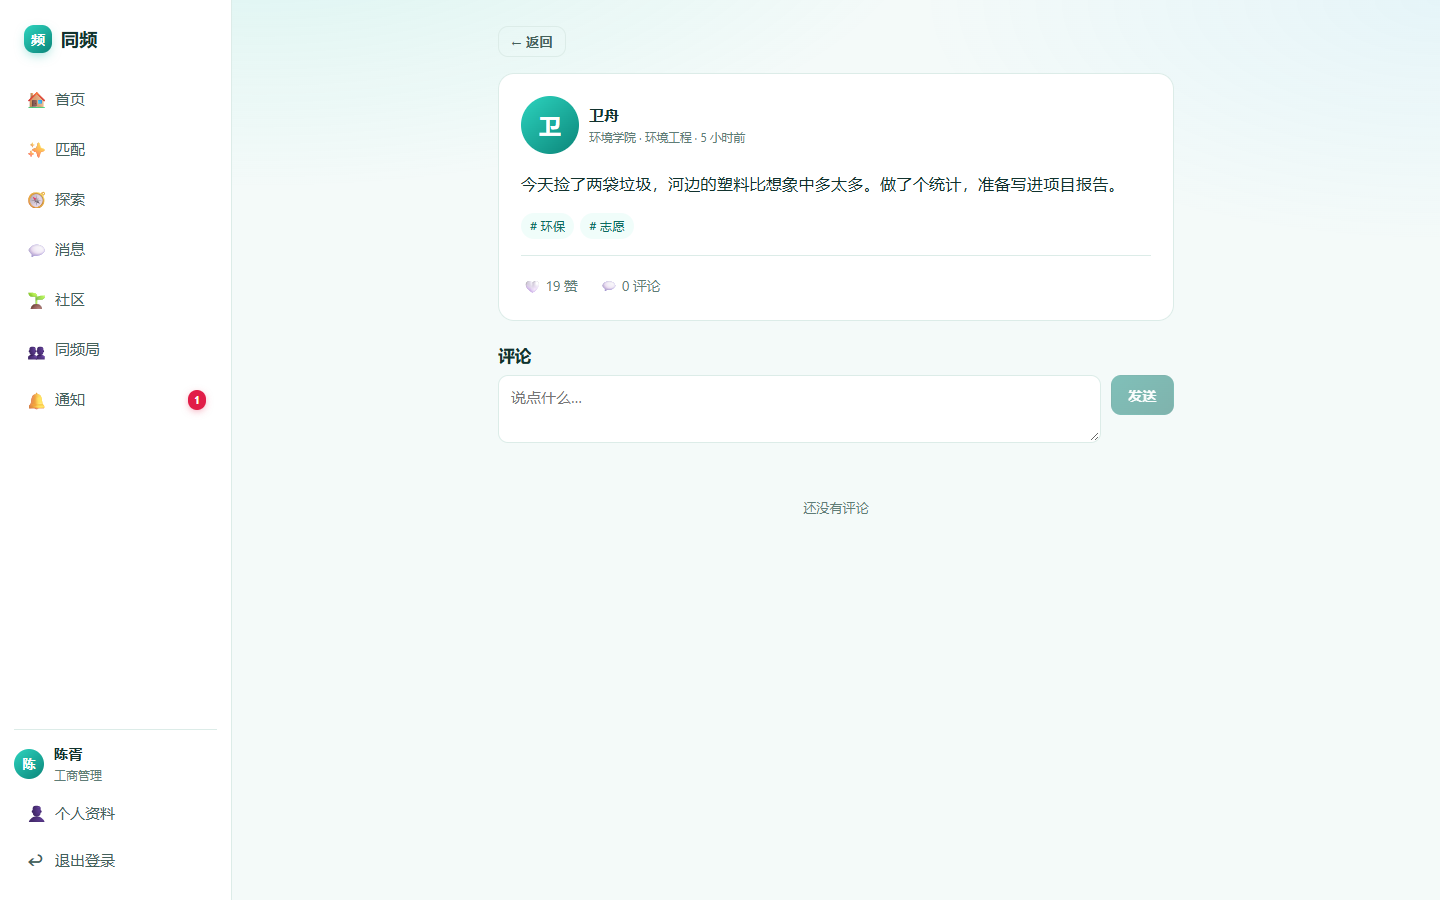 频 同频
首页
匹配
探索
消息
社区
同频局
通知 1
陈 陈胥
工商管理
个人资料
退出登录
← 返回
卫 卫舟
环境学院 · 环境工程 · 5 小时前
今天捡了两袋垃圾，河边的塑料比想象中多太多。做了个统计，准备写进项目报告。
# 环保 # 志愿
19 赞 0 评论
评论
说点什么...
发送
还没有评论